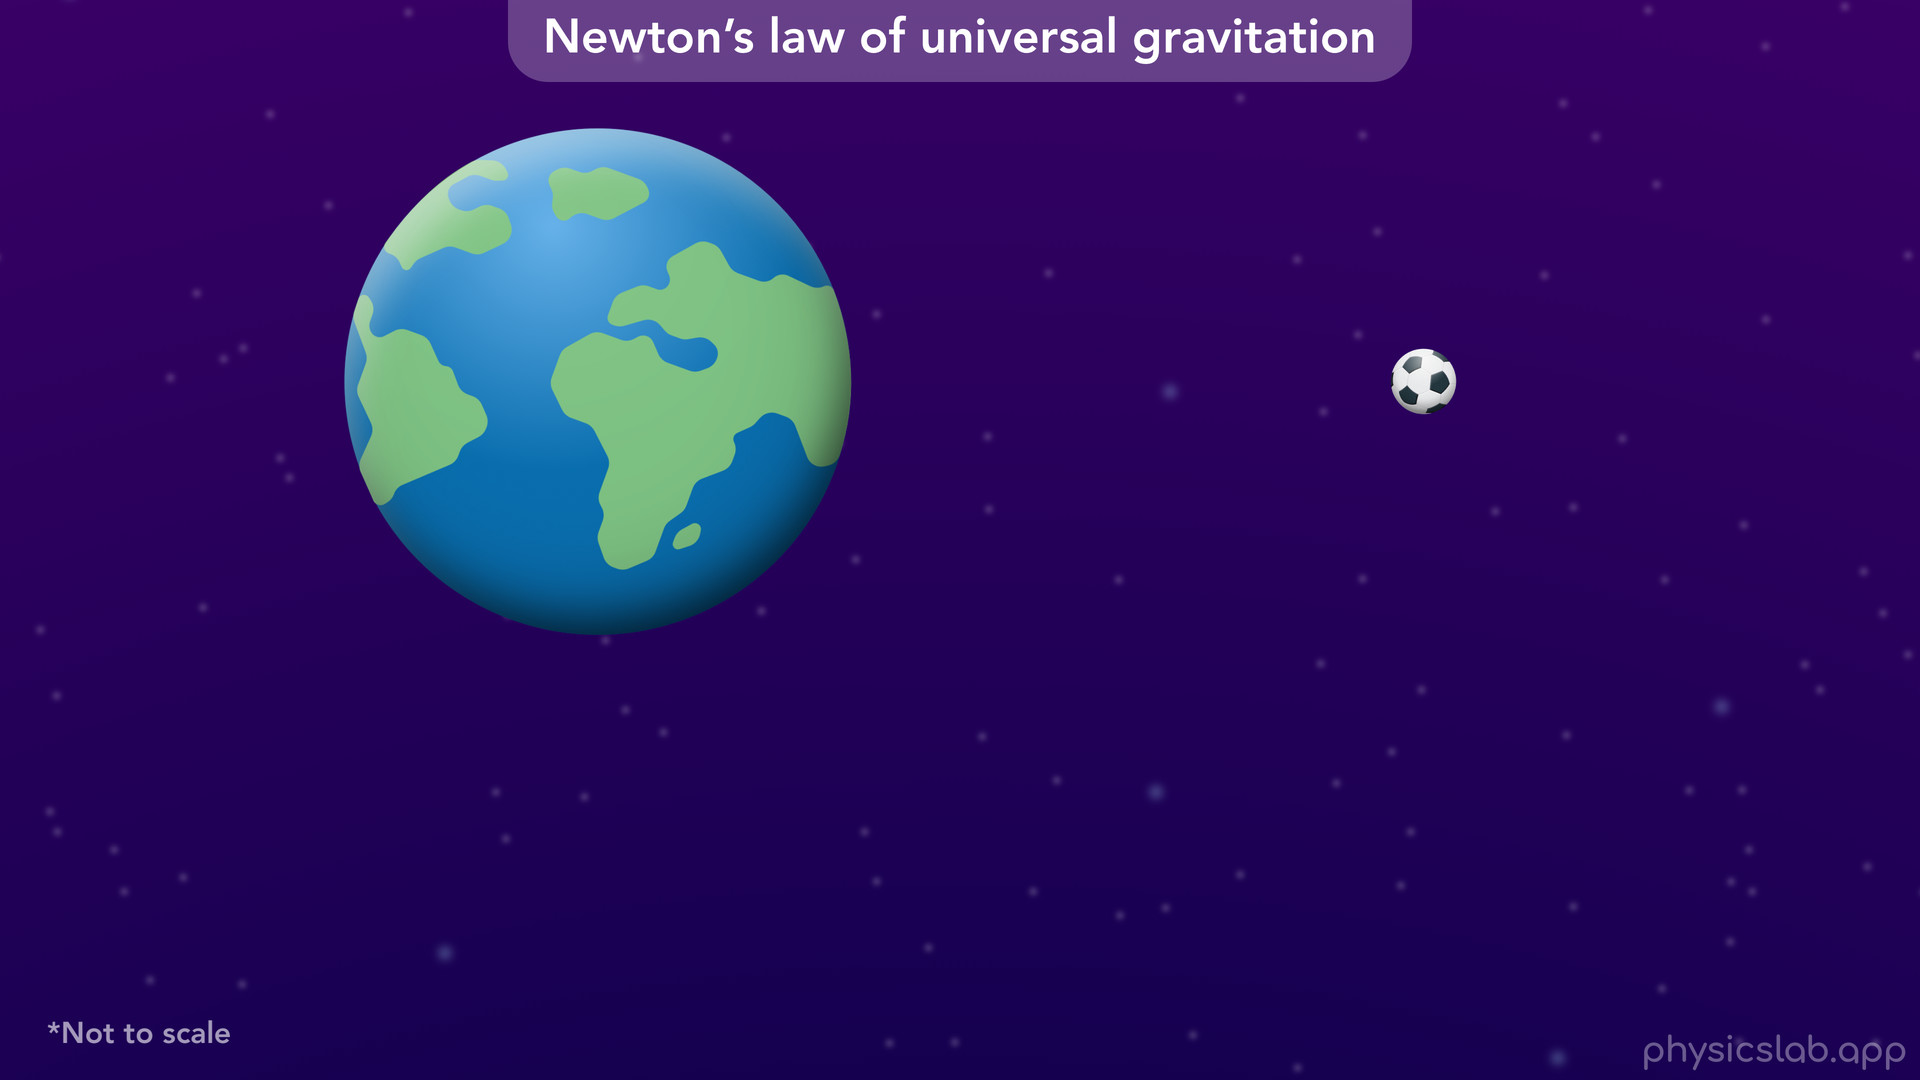 Newton’s law of universal gravitation
*Not to scale
physicslab.app